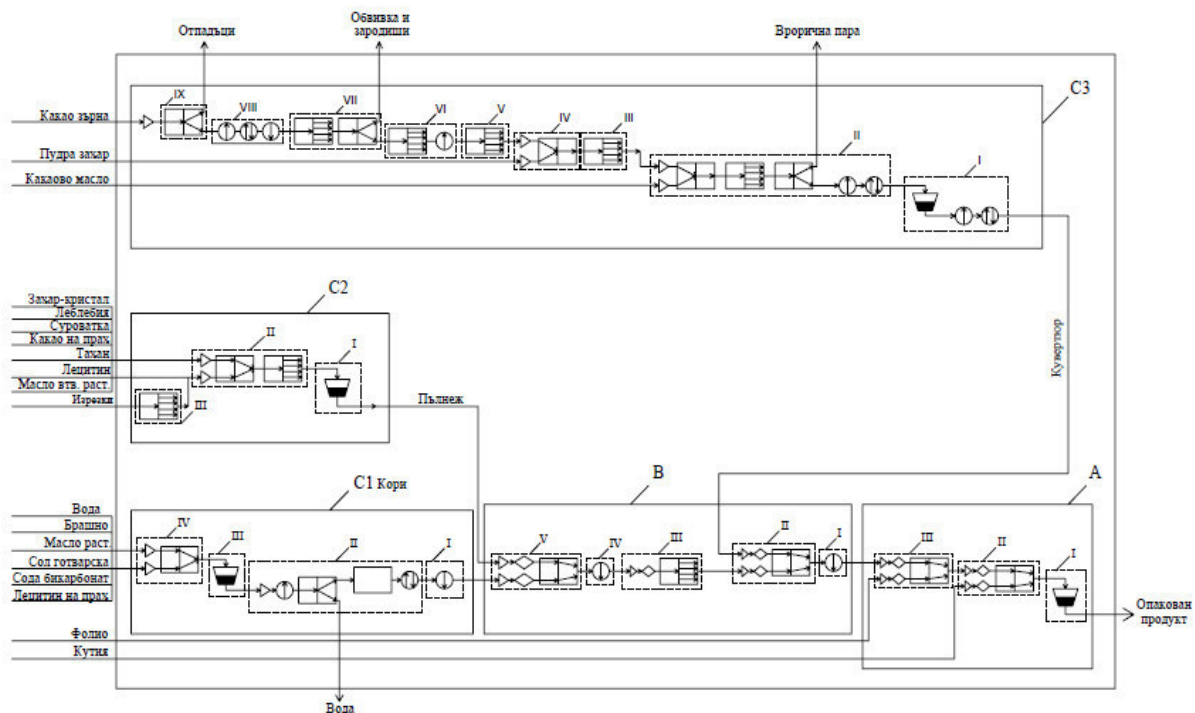 Отпадъци
Обвивка и
зародиши
Вророична пара
C3
IX
VIII
VII
VI
V
IV
III
II
I
Какао зърна
Пудра захар
Какаово масло
Кувертюр
C2
Захар-кристал
Леблебия
Суроватка
Какао на прах
Тахан
Лецитин
Масло втв. раст.
Изрезки
III
II
I
Пълнеж
C1 Кори
B
A
Вода
Брашно
Масло раст.
Сол готварска
Сода бикарбонат
Лецитин на прах
Фолио
Кутия
IV
III
II
I
V
IV
III
II
I
III
II
I
Опакован
продукт
Вода